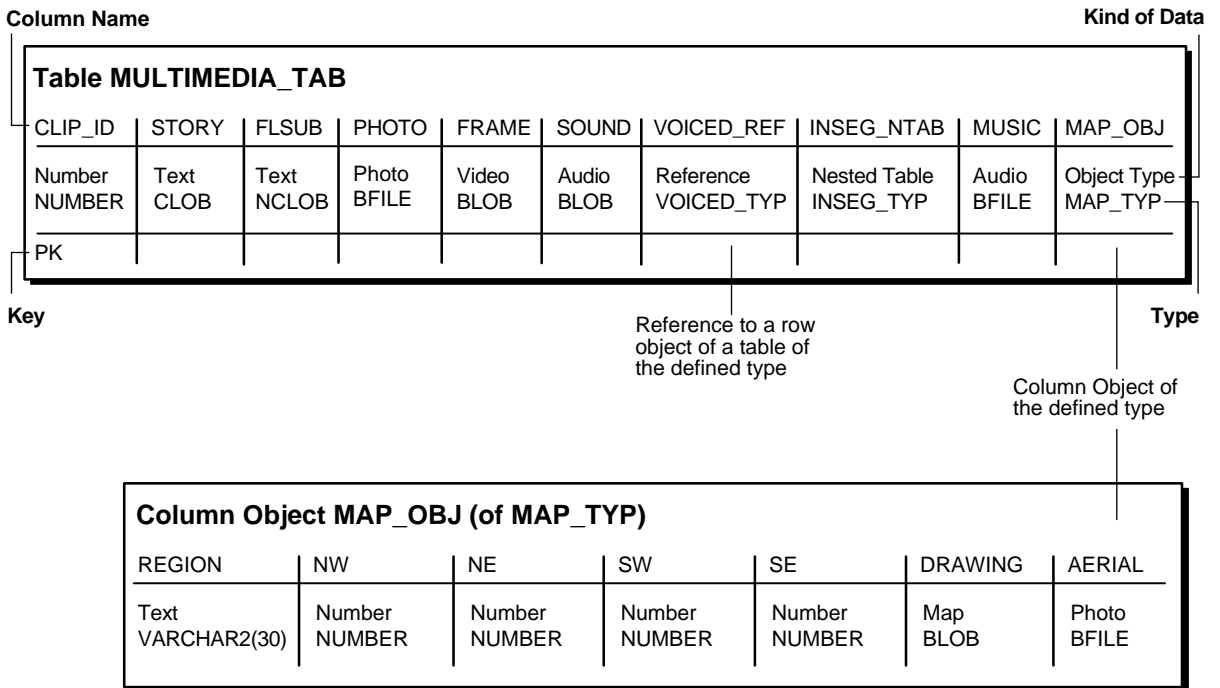 Column Name
Kind of Data
Table MULTIMEDIA_TAB
CLIP_ID STORY FLSUB PHOTO FRAME SOUND VOICED_REF INSEG_NTAB MUSIC MAP_OBJ
Number Text Text Photo Video Audio Reference Nested Table Audio Object Type
NUMBER CLOB NCLOB BFILE BLOB BLOB VOICED_TYP INSEG_TYP BFILE MAP_TYP
PK
Key
Type
Reference to a row
object of a table of
the defined type
Column Object of
the defined type
Column Object MAP_OBJ (of MAP_TYP)
REGION NW NE SW SE DRAWING AERIAL
Text Number Number Number Number Map Photo
VARCHAR2(30) NUMBER NUMBER NUMBER NUMBER BLOB BFILE